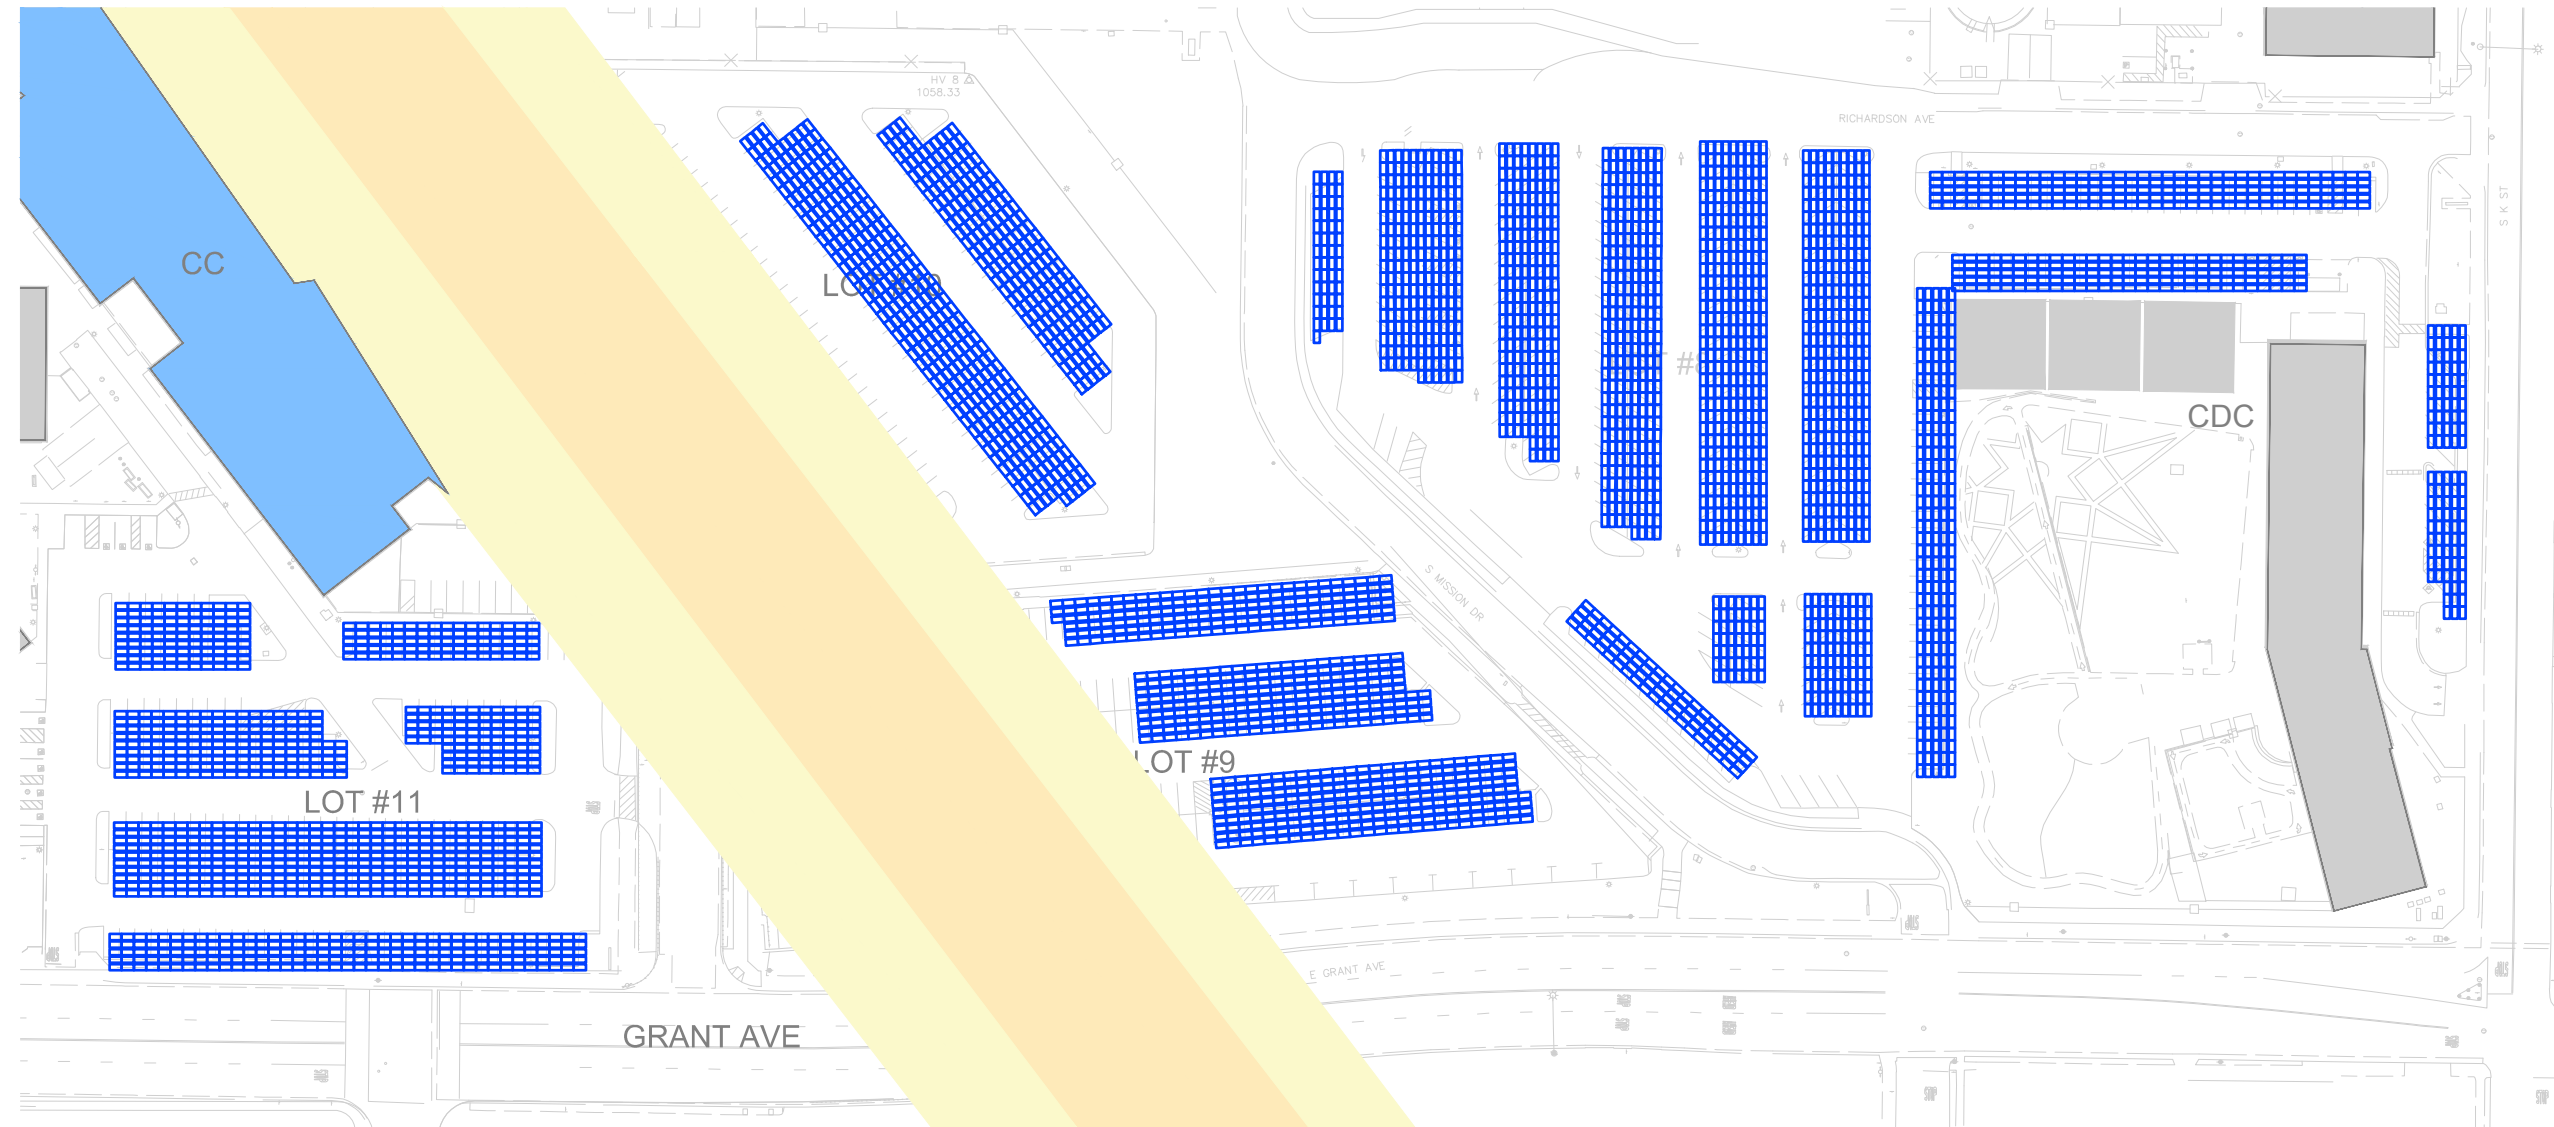 HV 8
1058.33
RICHARDSON AVE
S K ST
CC
LOT
CDC
S MISSION DR
LOT #9
LOT #11
E GRANT AVE
GRANT AVE